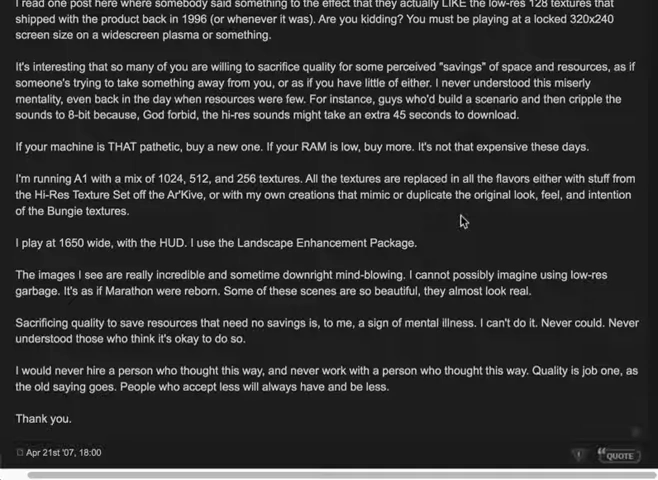 I read one post here where somebody said something to the effect that they actually LIKE the low-res 128 textures that
shipped with the product back in 1996 (or whenever it was). Are you kidding? You must be playing at a locked 320x240
screen size on a widescreen plasma or something.
It's interesting that so many of you are willing to sacrifice quality for some perceived "savings" of space and resources, as if
someone's trying to take something away from you, or as if you have little of either. I never understood this miserly
mentality, even back in the day when resources were few. For instance, guys who'd build a scenario and then cripple the
sounds to 8-bit because, God forbid, the hi-res sounds might take an extra 45 seconds to download.
If your machine is THAT pathetic, buy a new one. If your RAM is low, buy more. It's not that expensive these days.
I'm running A1 with a mix of 1024, 512, and 256 textures. All the textures are replaced in all the flavors either with stuff from
the Hi-Res Texture Set off the Ar'Kive, or with my own creations that mimic or duplicate the original look, feel, and intention
of the Bungie textures.
I play at 1650 wide, with the HUD. I use the Landscape Enhancement Package.
The images I see are really incredible and sometime downright mind-blowing. I cannot possibly imagine using low-res
garbage. It's as if Marathon were reborn. Some of these scenes are so beautiful, they almost look real.
Sacrificing quality to save resources that need no savings is, to me, a sign of mental illness. I can't do it. Never could. Never
understood those who think it's okay to do so.
I would never hire a person who thought this way, and never work with a person who thought this way. Quality is job one, as
the old saying goes. People who accept less will always have and be less.
Thank you.
Apr 21st '07, 18:00
! "QUOTE